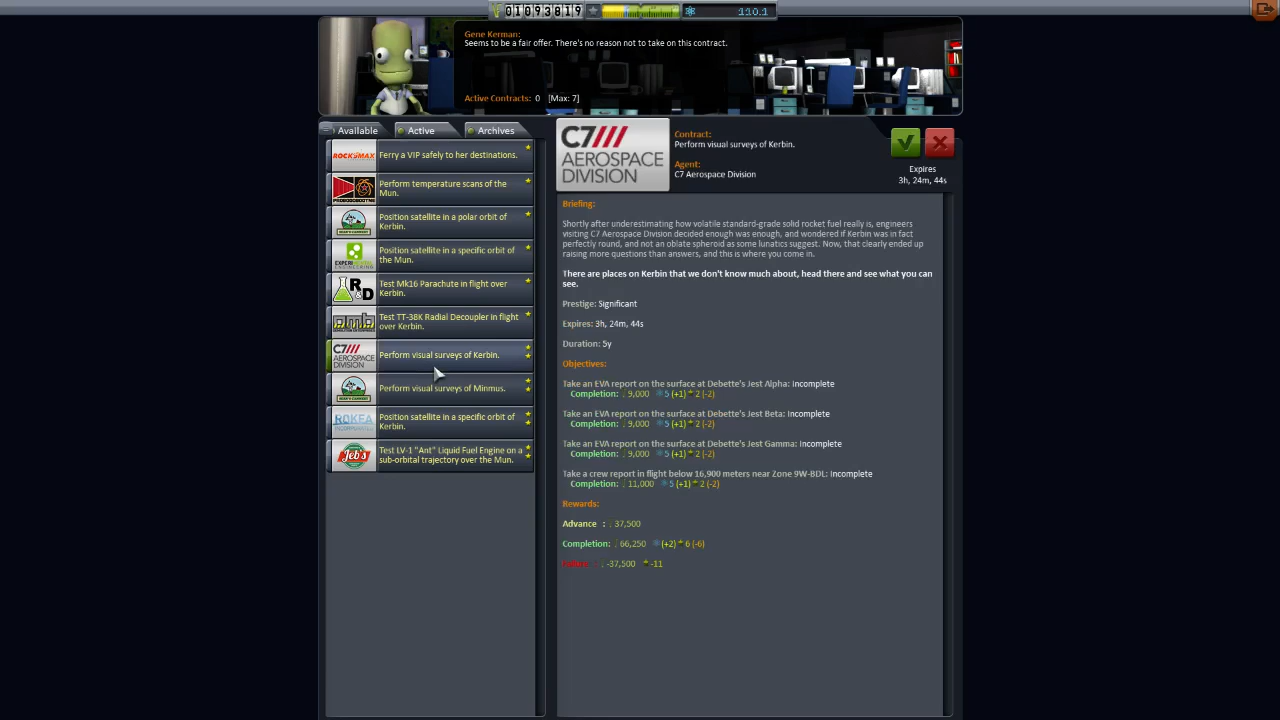 01093819
110.1
Gene Kerman:
Seems to be a fair offer. There's no reason not to take on this contract.
Active Contracts: 0 [Max: 7]
Available
Active
Archives
ROCKOMAX
Ferry a VIP safely to her destinations.
Perform temperature scans of the
Mun.
Position satellite in a polar orbit of
Kerbin.
EXPERIMENTAL
ENGINEERING
Position satellite in a specific orbit of
the Mun.
R&D
Test Mk16 Parachute in flight over
Kerbin.
Test TT-38K Radial Decoupler in flight
over Kerbin.
C7///
AEROSPACE
DIVISION
Perform visual surveys of Kerbin.
Perform visual surveys of Minmus.
ROKEA
Position satellite in a specific orbit of
Kerbin.
Jeb's
Test LV-1 "Ant" Liquid Fuel Engine on a
sub-orbital trajectory over the Mun.
C7///
AEROSPACE
DIVISION
Contract:
Perform visual surveys of Kerbin.
Agent:
C7 Aerospace Division
Expires
3h, 24m, 44s
Briefing:
Shortly after underestimating how volatile standard-grade solid rocket fuel really is, engineers
visiting C7 Aerospace Division decided enough was enough, and wondered if Kerbin was in fact
perfectly round, and not an oblate spheroid as some lunatics suggest. Now, that clearly ended up
raising more questions than answers, and this is where you come in.
There are places on Kerbin that we don't know much about, head there and see what you can
see.
Prestige: Significant
Expires: 3h, 24m, 44s
Duration: 5y
Objectives:
Take an EVA report on the surface at Debette's Jest Alpha: Incomplete
Completion: 9,000 5 (+1) 2 (-2)
Take an EVA report on the surface at Debette's Jest Beta: Incomplete
Completion: 9,000 5 (+1) 2 (-2)
Take an EVA report on the surface at Debette's Jest Gamma: Incomplete
Completion: 9,000 5 (+1) 2 (-2)
Take a crew report in flight below 16,900 meters near Zone 9W-BDL: Incomplete
Completion: 11,000 5 (+1) 2 (-2)
Rewards:
Advance : 37,500
Completion: 66,250 (+2) 6 (-6)
Failure : -37,500 -11